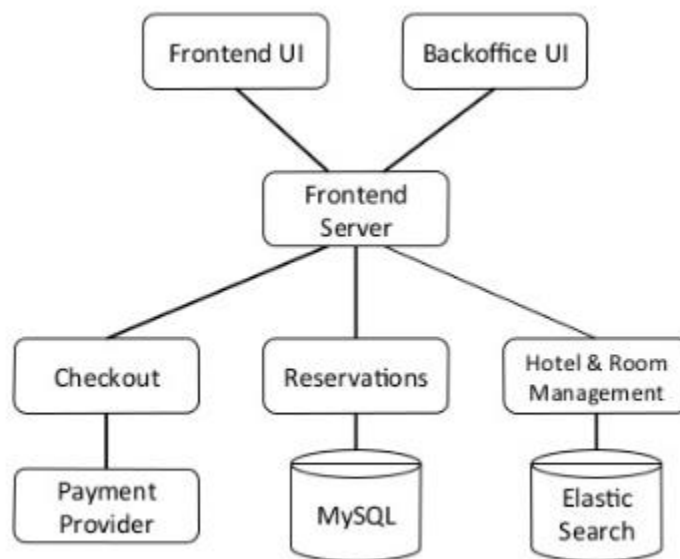 Frontend UI
Backoffice UI
Frontend
Server
Checkout
Reservations
Hotel & Room
Management
Payment
Provider
MySQL
Elastic
Search